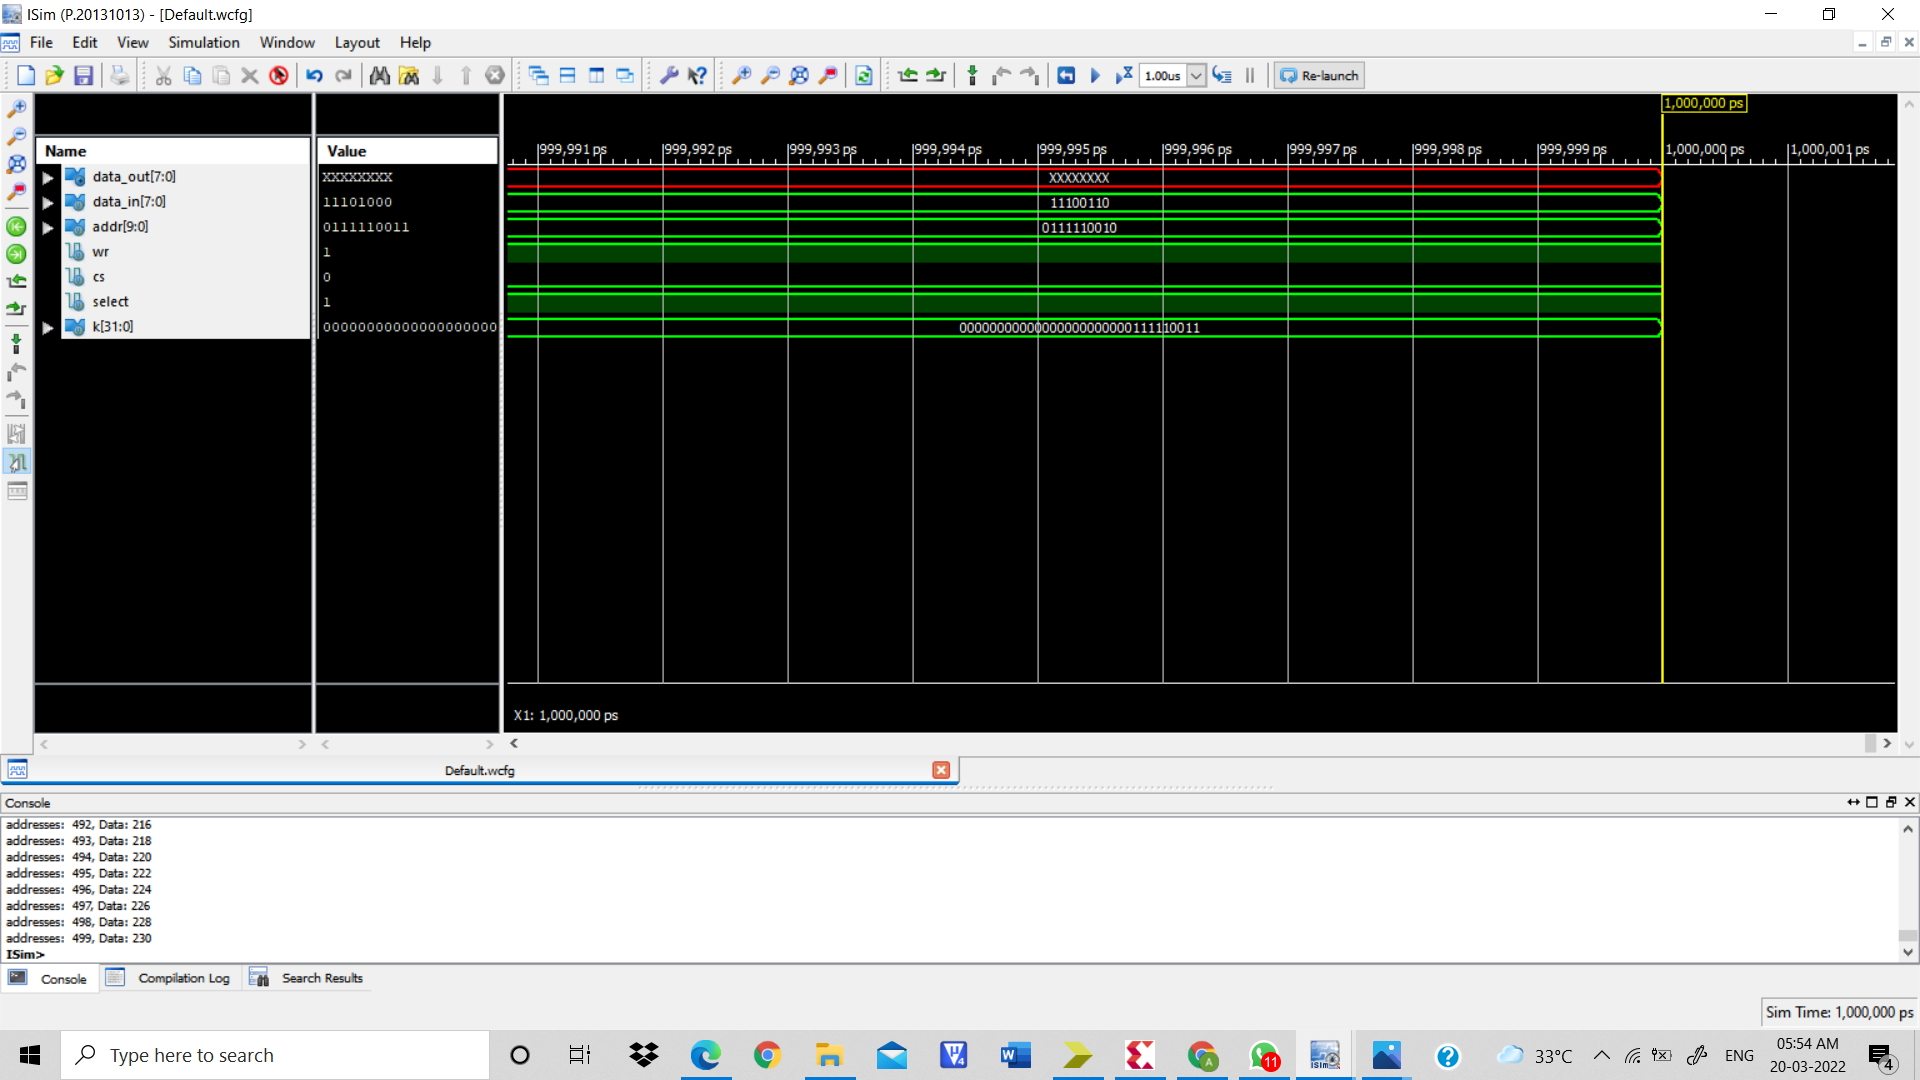 ISim (P.20131013) - [Default.wcfg]
File Edit View Simulation Window Layout Help
1.00us Re-launch
1,000,000 ps
Name Value
999,991 ps 999,992 ps 999,993 ps 999,994 ps 999,995 ps 999,996 ps 999,997 ps 999,998 ps 999,999 ps 1,000,000 ps 1,000,001 ps
data_out[7:0] XXXXXXXX XXXXXXXX
data_in[7:0] 11101000 11100110
addr[9:0] 0111110011 0111110010
wr 1
cs 0
select 1
k[31:0] 00000000000000000000 00000000000000000000000111110011
X1: 1,000,000 ps
Default.wcfg
Console
addresses: 492, Data: 216
addresses: 493, Data: 218
addresses: 494, Data: 220
addresses: 495, Data: 222
addresses: 496, Data: 224
addresses: 497, Data: 226
addresses: 498, Data: 228
addresses: 499, Data: 230
ISim>
Console Compilation Log Search Results
Sim Time: 1,000,000 ps
Type here to search
33°C ENG 05:54 AM
20-03-2022
11
4